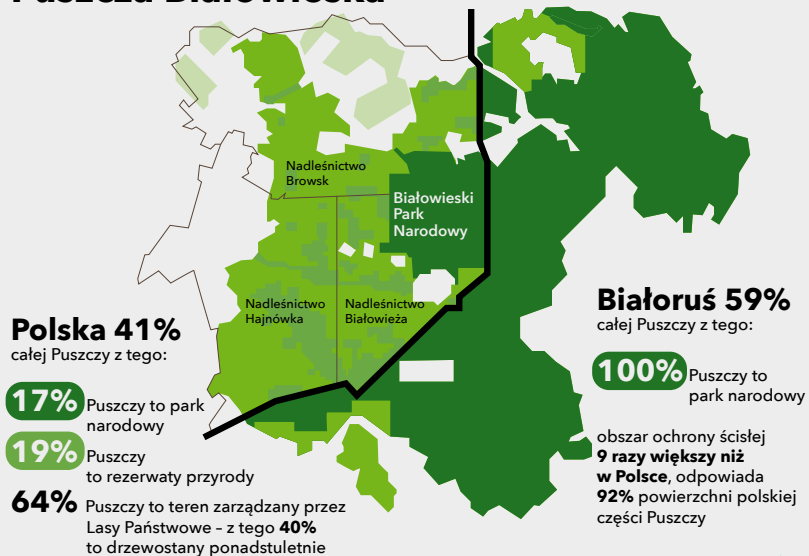 Puszcza Białowieska
Nadleśnictwo
Browsk
Białowieski
Park
Narodowy
Nadleśnictwo
Hajnówka
Nadleśnictwo
Białowieża
Polska 41%
całej Puszczy z tego:
17% Puszczy to park
narodowy
19% Puszczy
to rezerwaty przyrody
64% Puszczy to teren zarządzany przez
Lasy Państwowe – z tego 40%
to drzewostany ponadstuletnie
Białoruś 59%
całej Puszczy z tego:
100% Puszczy to
park narodowy
obszar ochrony ścisłej
9 razy większy niż
w Polsce, odpowiada
92% powierzchni polskiej
części Puszczy